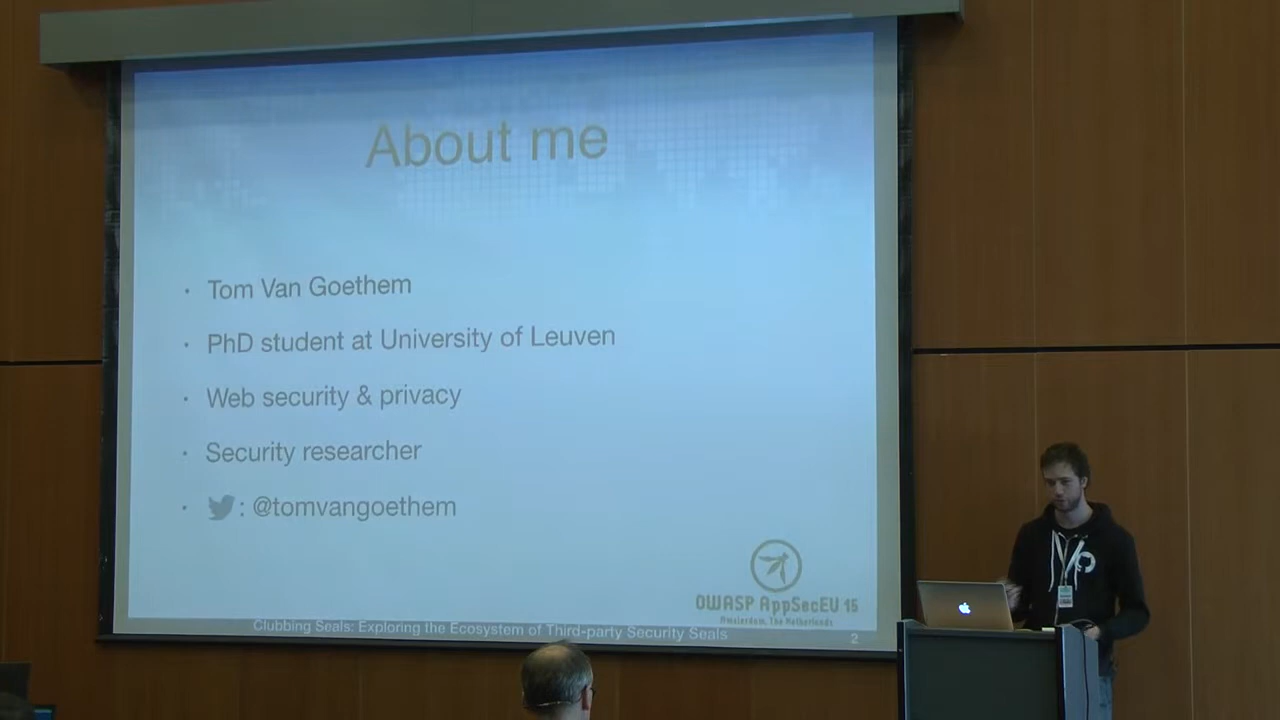 About me
• Tom Van Goethem
• PhD student at University of Leuven
• Web security & privacy
• Security researcher
• : @tomvangoethem
OWASP AppSecEU 15
Amsterdam, The Netherlands
Clubbing Seals: Exploring the Ecosystem of Third-party Security Seals
2